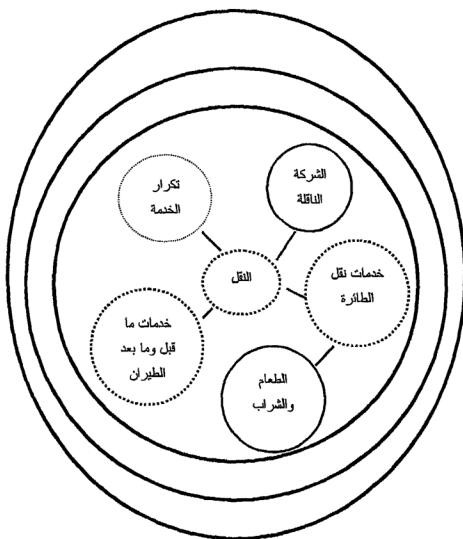 الشركة
الناقلة
تكرار
الخدمة
النقل
خدمات نقل
الطائرة
خدمات ما
قبل وما بعد
الطيران
الطعام
والشراب